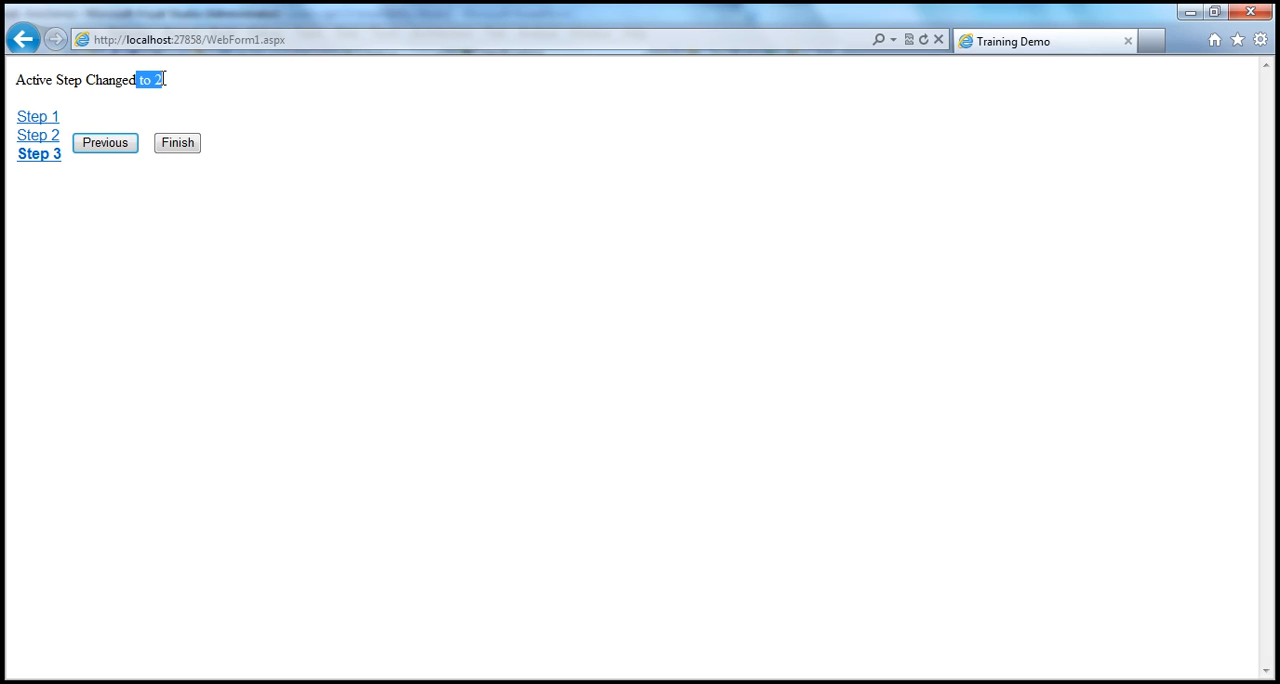 http://localhost:27858/WebForm1.aspx
Training Demo
Active Step Changed to 2
Step 1
Step 2
Previous
Finish
Step 3